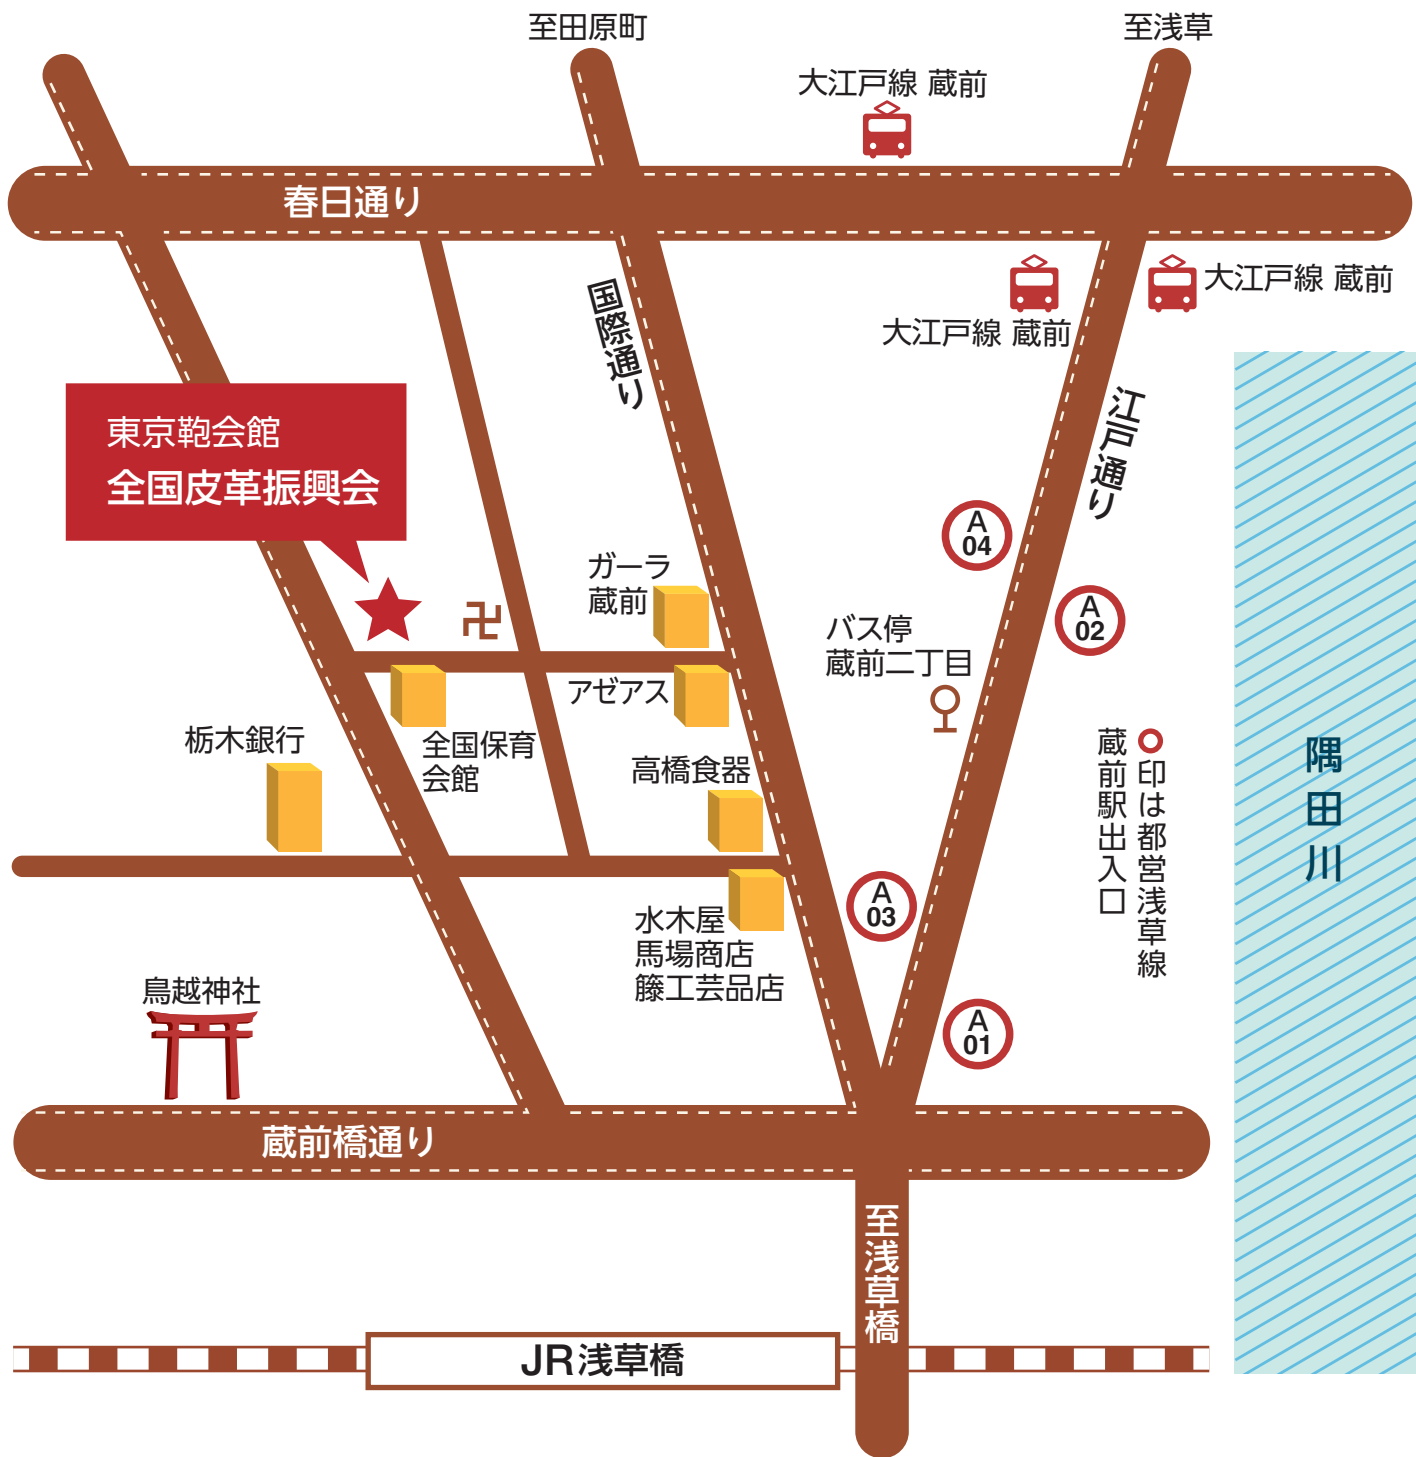 至田原町
至浅草
大江戸線 蔵前
春日通り
国際通り
大江戸線 蔵前
大江戸線 蔵前
江戸通り
東京鞄会館
全国皮革振興会
A
04
ガーラ
蔵前
卍
A
02
バス停
蔵前二丁目
アゼアス
栃木銀行
全国保育
会館
高橋食器
印は都営浅草線
蔵前駅出入口
隅田川
A
03
水木屋
馬場商店
籐工芸品店
鳥越神社
A
01
蔵前橋通り
至浅草橋
JR浅草橋